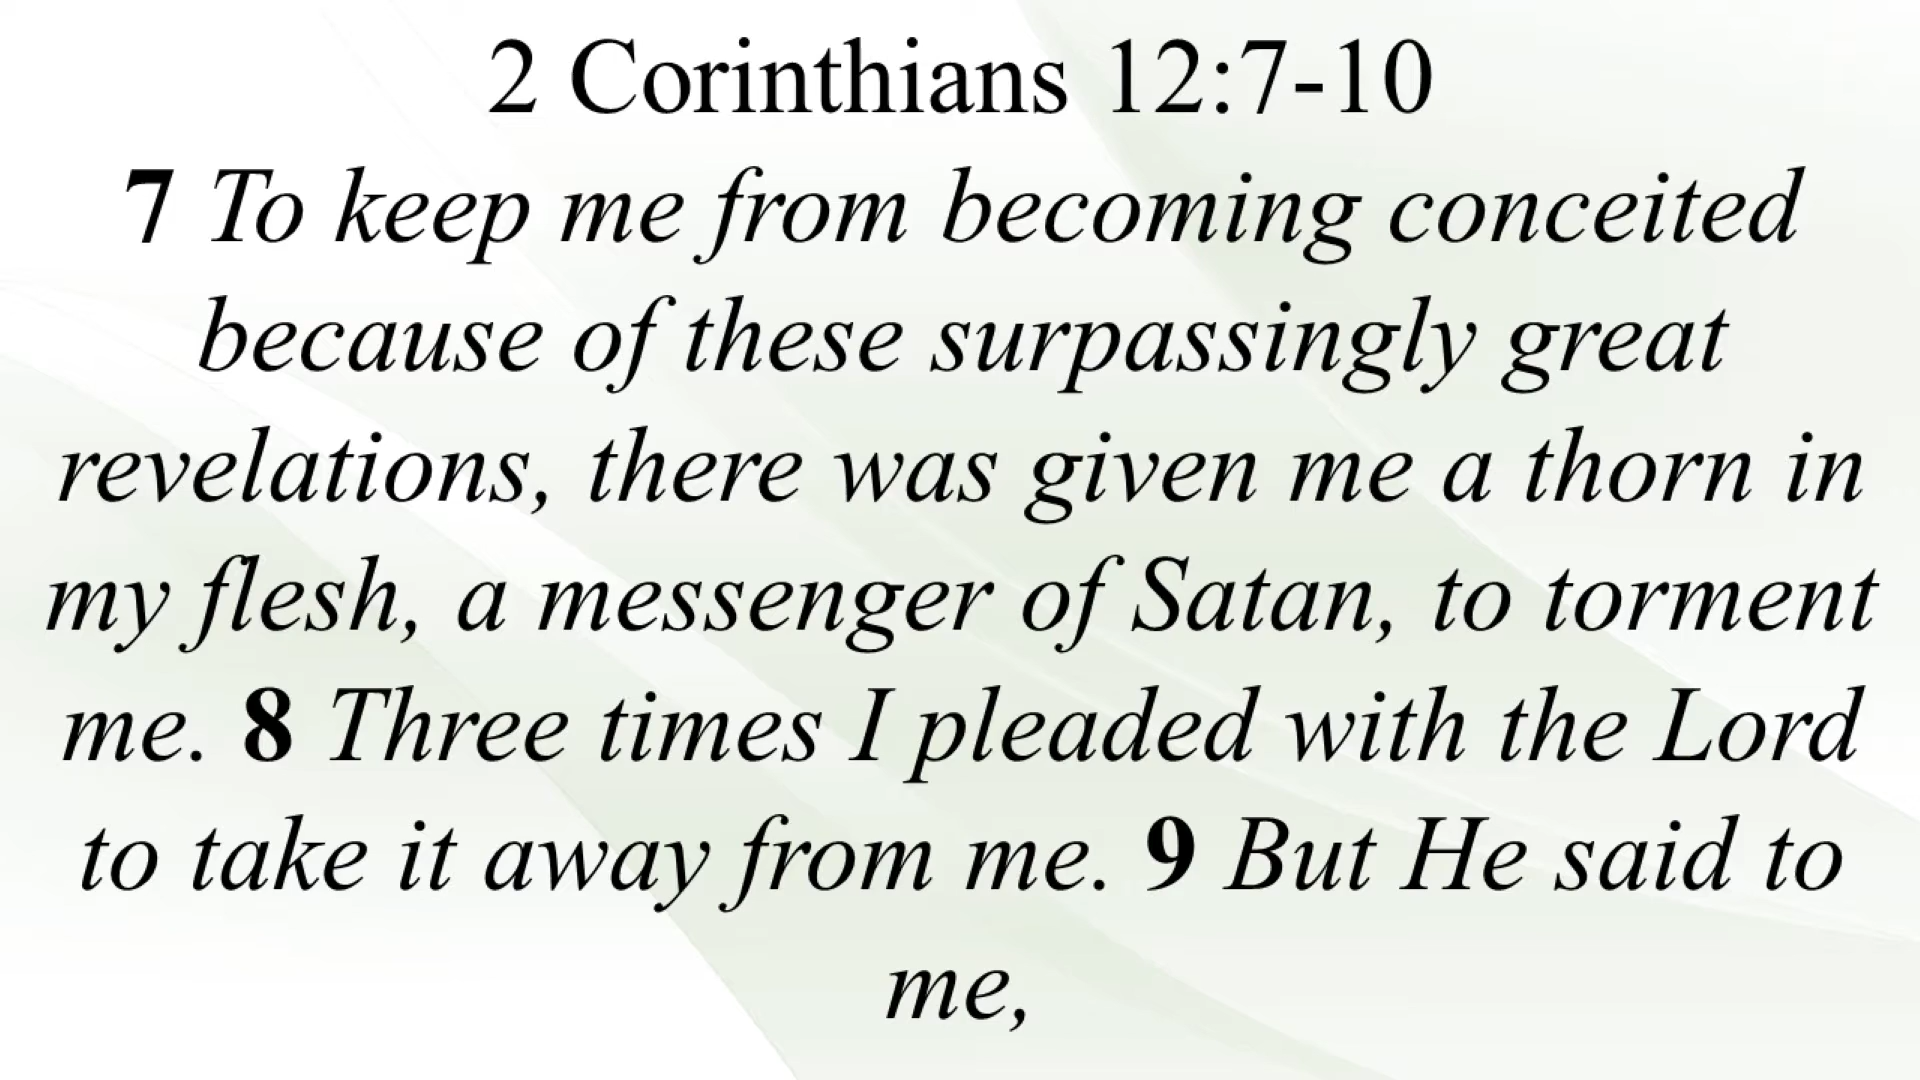 2 Corinthians 12:7-10
7 To keep me from becoming conceited
because of these surpassingly great
revelations, there was given me a thorn in
my flesh, a messenger of Satan, to torment
me. 8 Three times I pleaded with the Lord
to take it away from me. 9 But He said to
me,